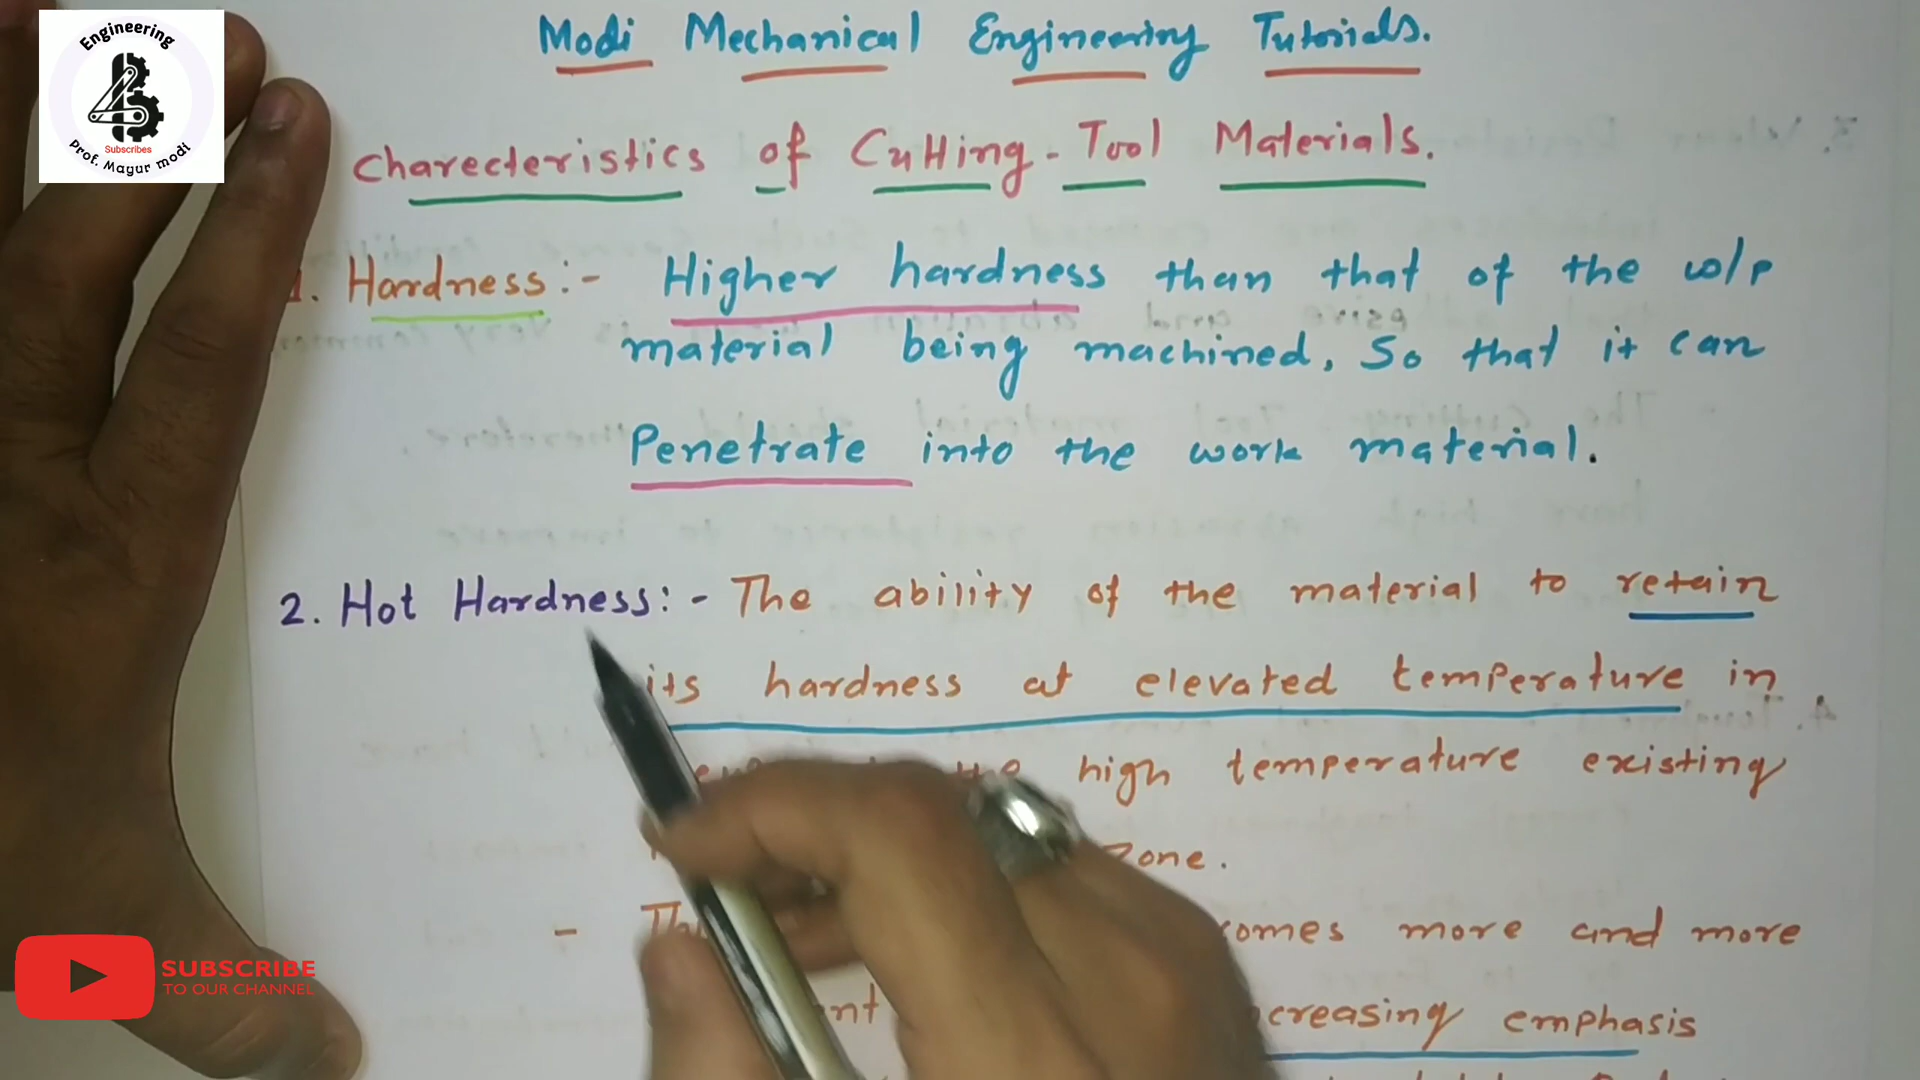 Engineering
Subscribes
Prof. Mayur modi
Modi Mechanical Engineering Tutorials.
Charecteristics of Cutting-Tool Materials.
1. Hardness:- Higher hardness than that of the w/p
material being machined, So that it can
Penetrate into the work material.
2. Hot Hardness:- The ability of the material to retain
its hardness at elevated temperature in
high temperature existing
zone.
- more and more
emphasis
SUBSCRIBE
TO OUR CHANNEL